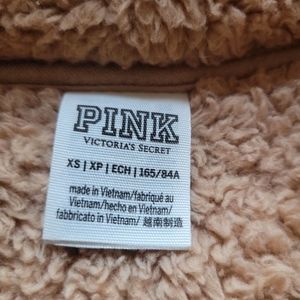 PINK
VICTORIA'S SECRET
XS | XP | ECH | 165/84A
made in Vietnam/fabriqué au
Vietnam/hecho en Vietnam/
fabbricato in Vietnam/ 越南制造